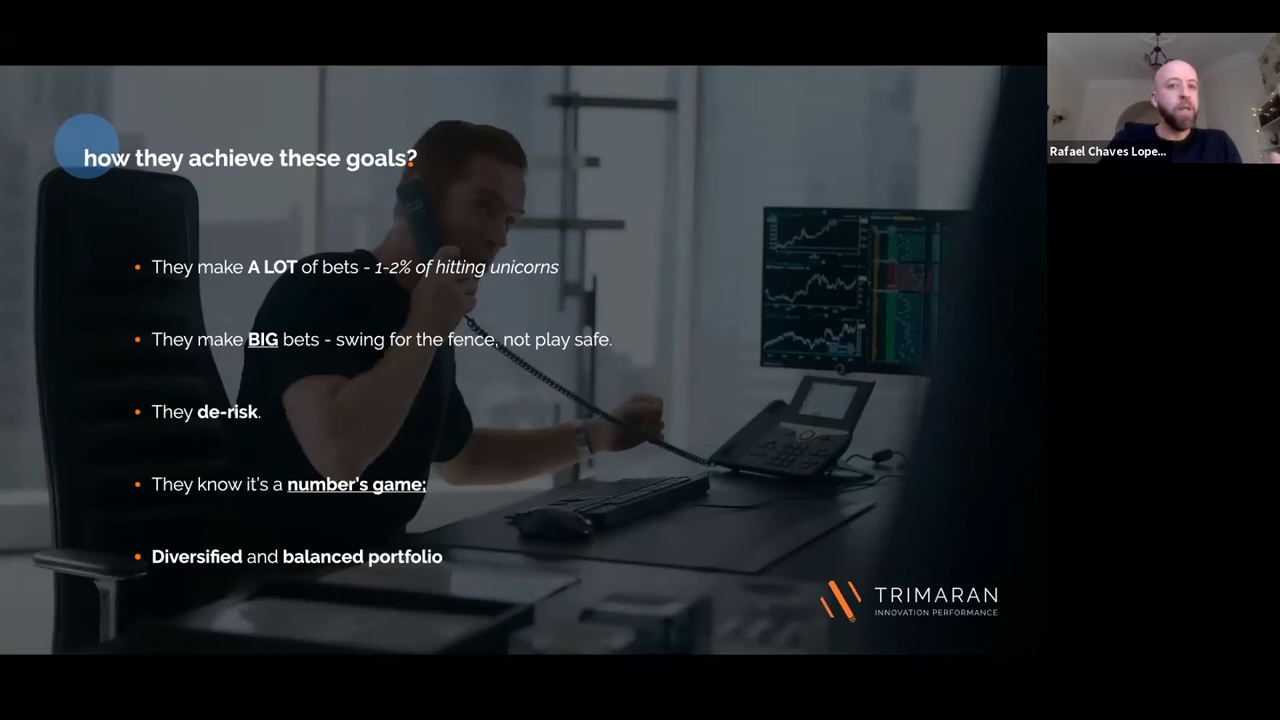 how they achieve these goals?
• They make A LOT of bets - 1-2% of hitting unicorns
• They make BIG bets - swing for the fence, not play safe.
• They de-risk.
• They know it's a number's game;
• Diversified and balanced portfolio
TRIMARAN
INNOVATION PERFORMANCE
Rafael Chaves Lope...